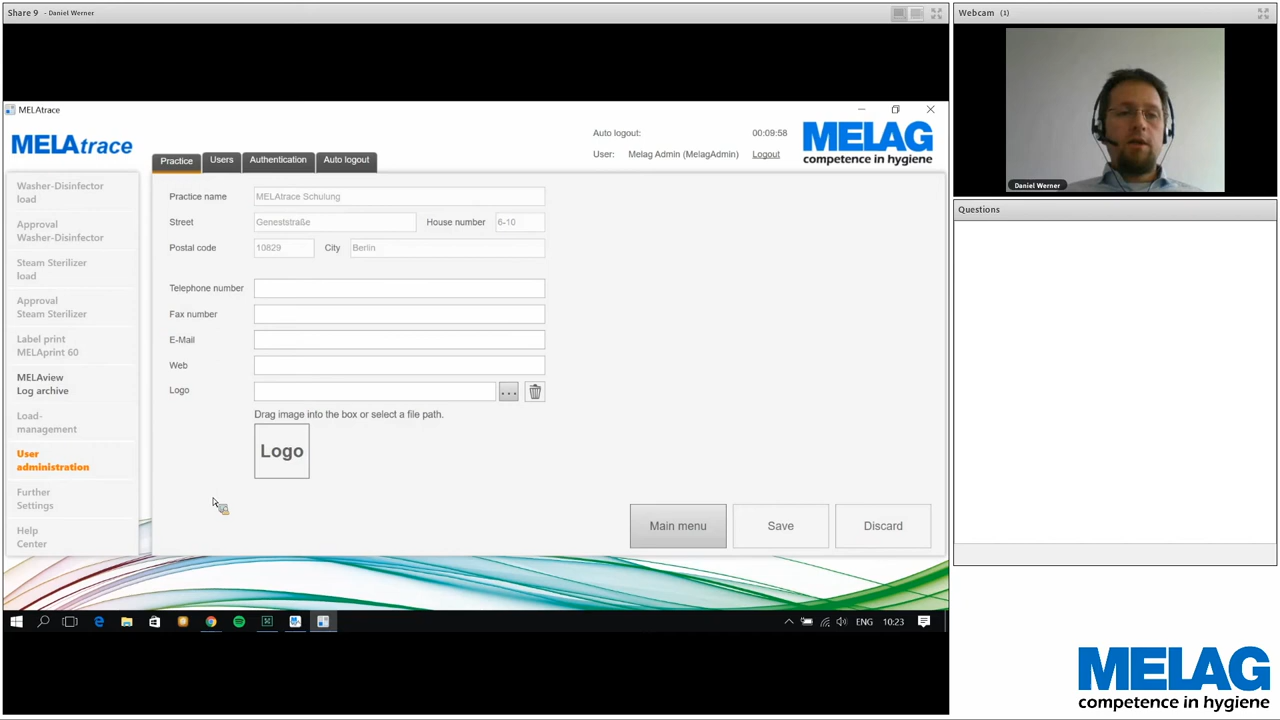 Share 9 - Daniel Werner
Webcam (1)
MELAtrace
MELAtrace
Auto logout: 00:09:58
User: Melag Admin (MelagAdmin) Logout
MELAG
competence in hygiene
Practice Users Authentication Auto logout
Washer-Disinfector
load
Approval
Washer-Disinfector
Steam Sterilizer
load
Approval
Steam Sterilizer
Label print
MELAprint 60
MELAview
Log archive
Load-
management
User
administration
Further
Settings
Help
Center
Practice name MELAtrace Schulung
Street Geneststraße House number 6-10
Postal code 10829 City Berlin
Telephone number
Fax number
E-Mail
Web
Logo ...
Drag image into the box or select a file path.
Logo
Main menu Save Discard
ENG 10:23
Daniel Werner
Questions
MELAG
competence in hygiene